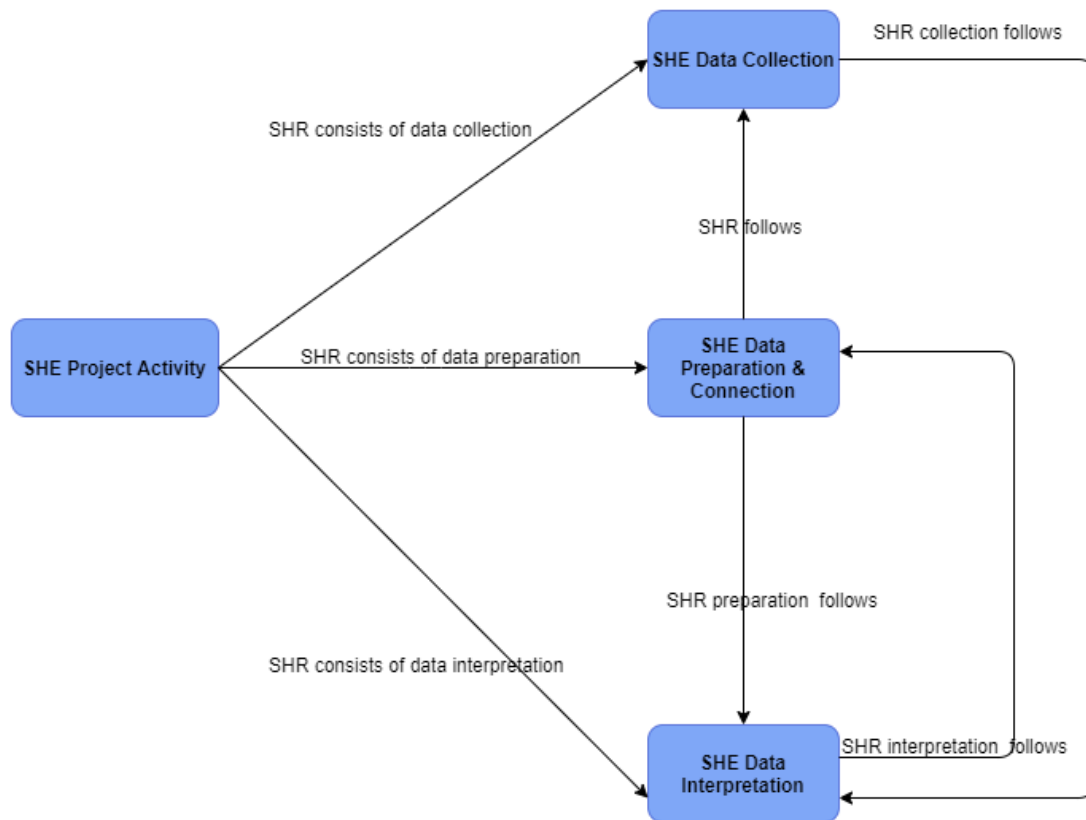 SHR collection follows
SHE Data Collection
SHR consists of data collection
SHR follows
SHE Project Activity
SHR consists of data preparation
SHE Data
Preparation &
Connection
SHR preparation follows
SHR consists of data interpretation
SHR interpretation follows
SHE Data
Interpretation